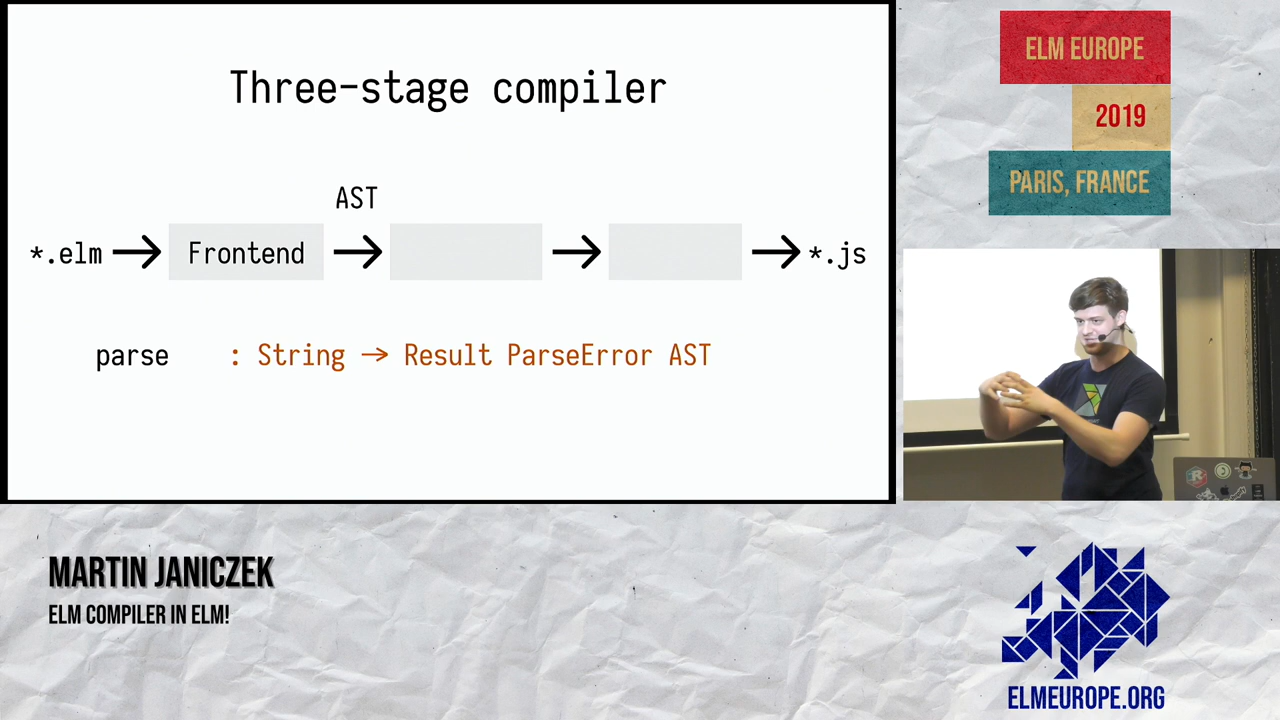 Three-stage compiler
AST
*.elm → Frontend → → → *.js
parse : String → Result ParseError AST
ELM EUROPE
2019
PARIS, FRANCE
MARTIN JANICZEK
ELM COMPILER IN ELM!
ELMEUROPE.ORG